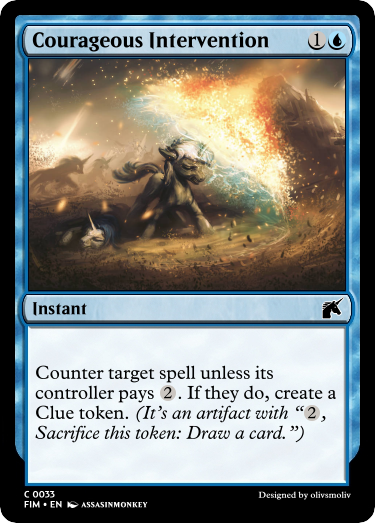 Courageous Intervention 1
Instant
Counter target spell unless its
controller pays 2. If they do, create a
Clue token. (It's an artifact with “2,
Sacrifice this token: Draw a card.”)
C 0033
FIM • EN ASSASINMONKEY
Designed by olivsmoliv